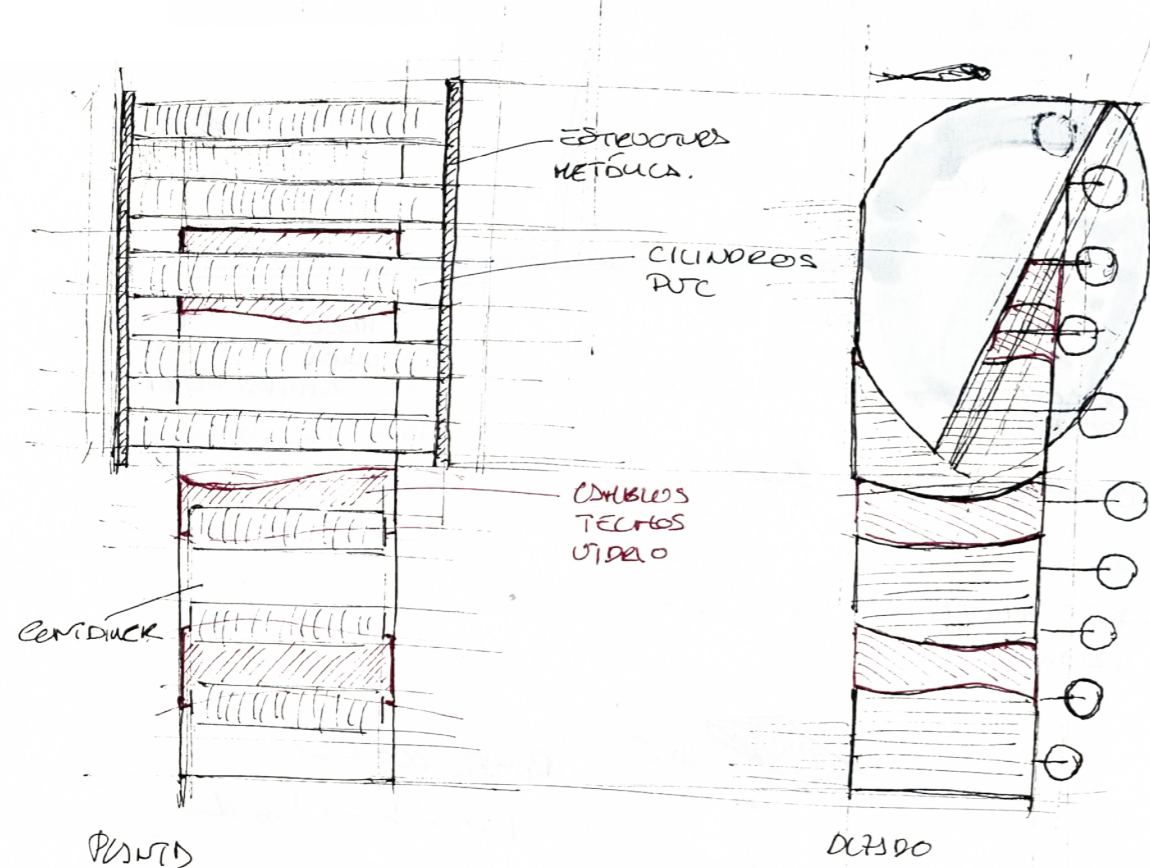 ESTRUCTURA
METÁLICA.
CILINDROS
PVC
CAMBIOS
TECHOS
VIDRIO
CONTAINER
PLANTA
ALZADO